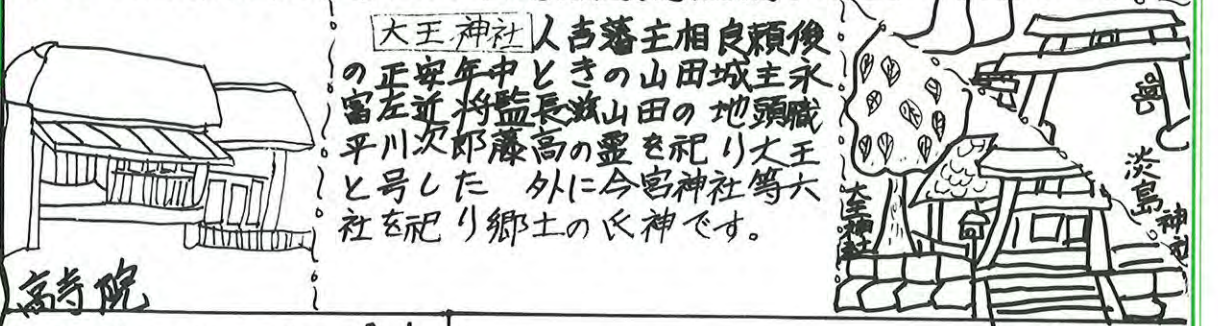 大王神社 人吉藩主相良頼俊
の正安年中ときの山田城主永
富左近将監長滋山田の地頭職
平川次郎藤高の霊を祀り大王
と号した 外に今宮神社等六
社を祀り郷土の氏神です。
高寺院
大王神社
淡島神社